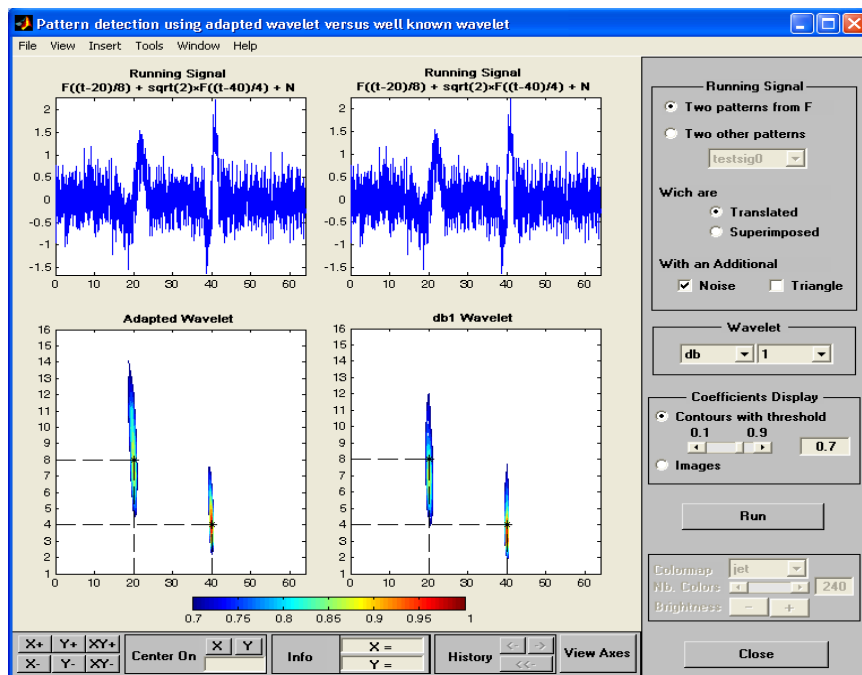 Pattern detection using adapted wavelet versus well known wavelet
File View Insert Tools Window Help
Running Signal
F((t-20)/8) + sqrt(2)×F((t-40)/4) + N
2
1.5
1
0.5
0
-0.5
-1
-1.5
0 10 20 30 40 50 60
Running Signal
F((t-20)/8) + sqrt(2)×F((t-40)/4) + N
2
1.5
1
0.5
0
-0.5
-1
-1.5
0 10 20 30 40 50 60
Adapted Wavelet
16
15
14
13
12
11
10
9
8
7
6
5
4
3
2
1
0 10 20 30 40 50 60
db1 Wavelet
16
15
14
13
12
11
10
9
8
7
6
5
4
3
2
1
0 10 20 30 40 50 60
0.7 0.75 0.8 0.85 0.9 0.95 1
Running Signal
Two patterns from F
Two other patterns
testsig0
Wich are
Translated
Superimposed
With an Additional
Noise Triangle
Wavelet
db 1
Coefficients Display
Contours with threshold
0.1 0.9
0.7
Images
Run
Colormap jet
Nb. Colors 240
Brightness - +
Close
X+ Y+ XY+
X- Y- XY-
Center On X Y
Info X =
Y =
History <- ->
<<-
View Axes